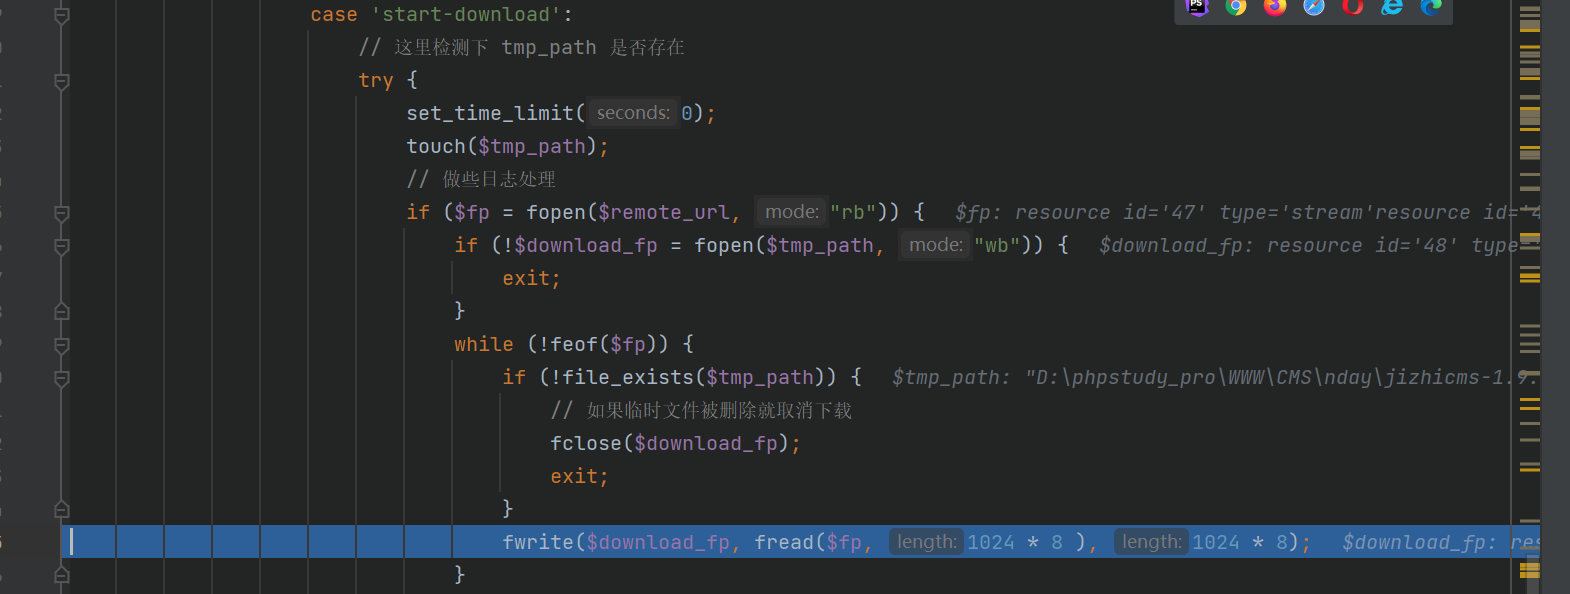 case 'start-download':
// 这里检测下 tmp_path 是否存在
try {
set_time_limit( seconds: 0);
touch($tmp_path);
// 做些日志处理
if ($fp = fopen($remote_url, mode: "rb")) { $fp: resource id='47' type='stream'resource id='4
if (!$download_fp = fopen($tmp_path, mode: "wb")) { $download_fp: resource id='48' type='
exit;
}
while (!feof($fp)) {
if (!file_exists($tmp_path)) { $tmp_path: "D:\phpstudy_pro\WWW\CMS\nday\jizhicms-1.9.
// 如果临时文件被删除就取消下载
fclose($download_fp);
exit;
}
fwrite($download_fp, fread($fp, length: 1024 * 8 ), length: 1024 * 8); $download_fp: res
}